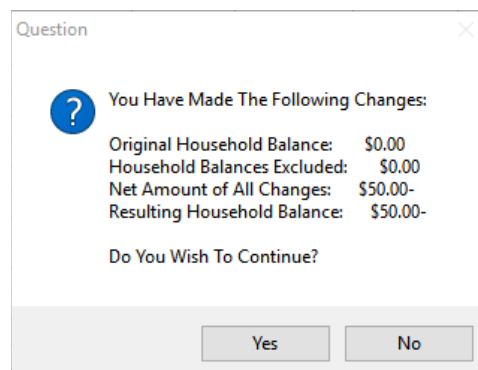 Question
You Have Made The Following Changes:
Original Household Balance: $0.00
Household Balances Excluded: $0.00
Net Amount of All Changes: $50.00-
Resulting Household Balance: $50.00-
Do You Wish To Continue?
Yes No